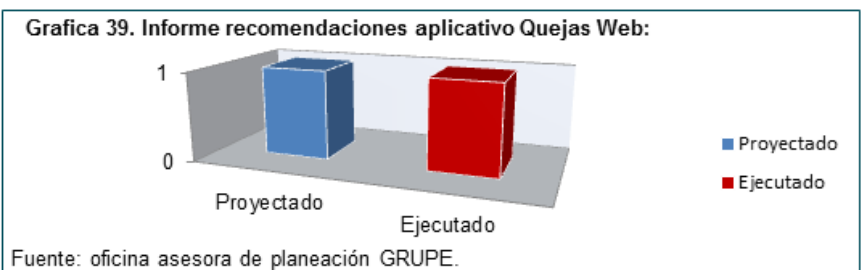 Grafica 39. Informe recomendaciones aplicativo Quejas Web:
1
0
Proyectado
Ejecutado
Proyectado
Ejecutado
Fuente: oficina asesora de planeación GRUPE.